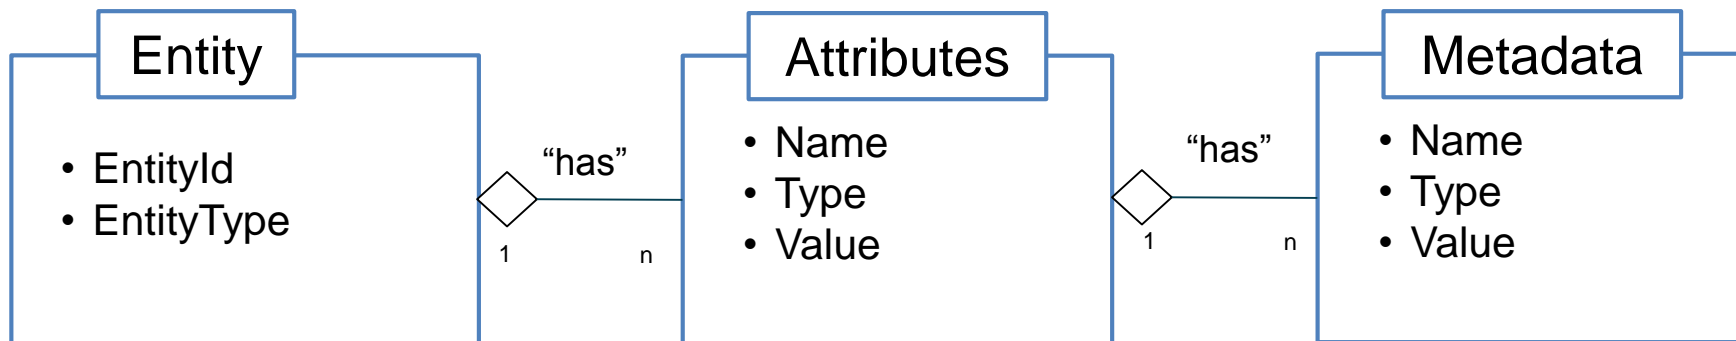 Entity
• EntityId
• EntityType
“has”
1
n
Attributes
• Name
• Type
• Value
“has”
1
n
Metadata
• Name
• Type
• Value